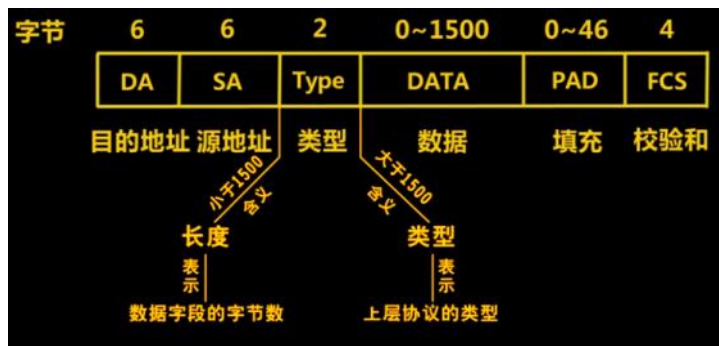 字节 6 6 2 0~1500 0~46 4
DA SA Type DATA PAD FCS
目的地址 源地址 类型 数据 填充 校验和
小于1500 含义
大于1500 含义
长度 类型
表示 表示
数据字段的字节数 上层协议的类型